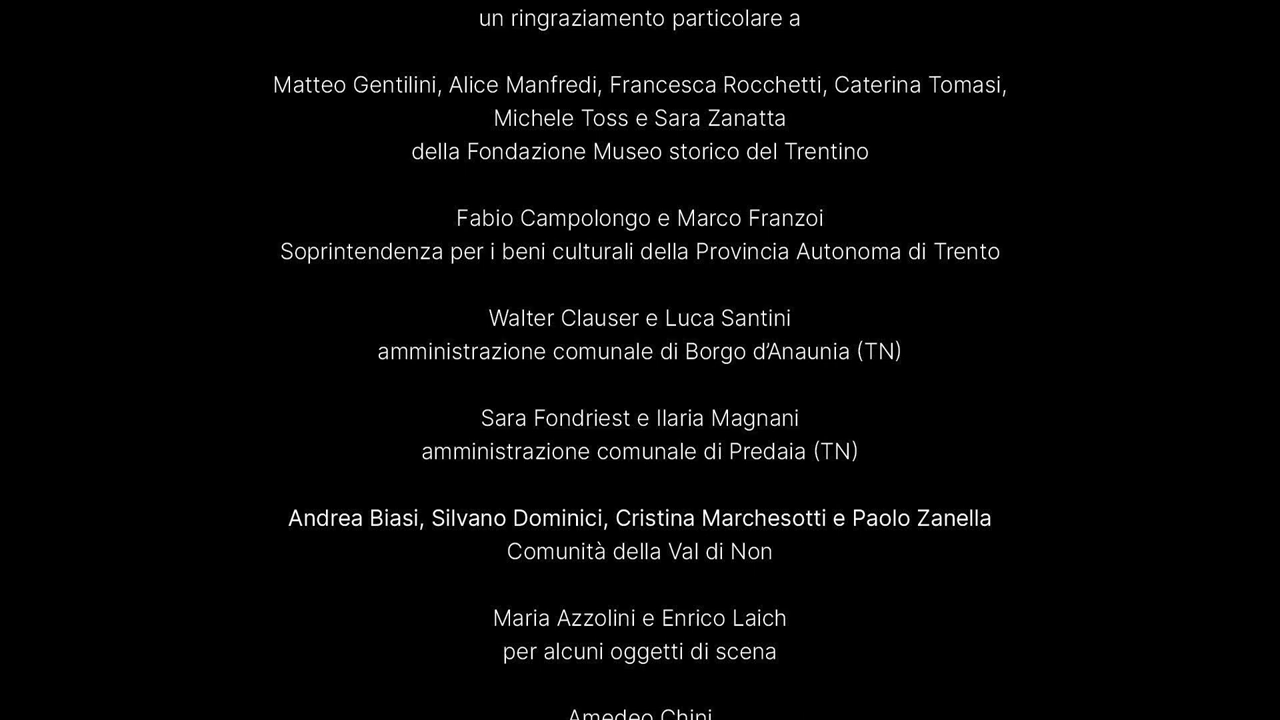 un ringraziamento particolare a
Matteo Gentilini, Alice Manfredi, Francesca Rocchetti, Caterina Tomasi,
Michele Toss e Sara Zanatta
della Fondazione Museo storico del Trentino
Fabio Campolongo e Marco Franzoi
Soprintendenza per i beni culturali della Provincia Autonoma di Trento
Walter Clauser e Luca Santini
amministrazione comunale di Borgo d’Anaunia (TN)
Sara Fondriest e Ilaria Magnani
amministrazione comunale di Predaia (TN)
Andrea Biasi, Silvano Dominici, Cristina Marchesotti e Paolo Zanella
Comunità della Val di Non
Maria Azzolini e Enrico Laich
per alcuni oggetti di scena
Amedeo Chini